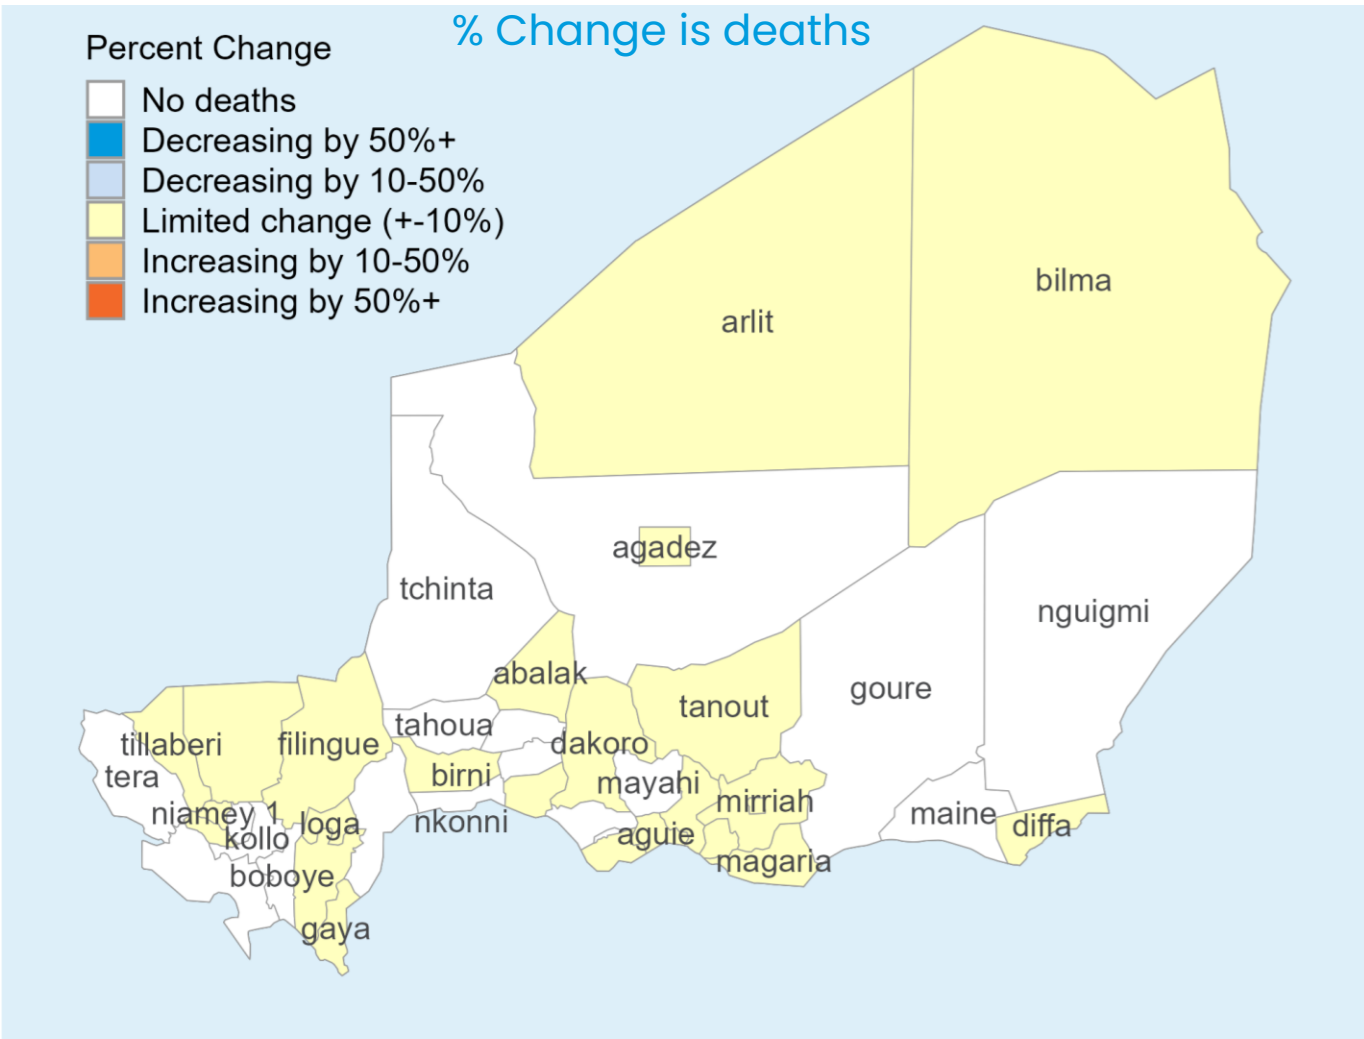 % Change is deaths
Percent Change
No deaths
Decreasing by 50%+
Decreasing by 10-50%
Limited change (+-10%)
Increasing by 10-50%
Increasing by 50%+
bilma
arlit
agadez
tchinta
nguigmi
abalak
goure
tanout
tahoua
tillaberi
filingue
dakoro
tera
birni
mayahi
mirriah
niamey 1
maine
loga
nkonni
diffa
kollo
aguie
magaria
boboye
gaya